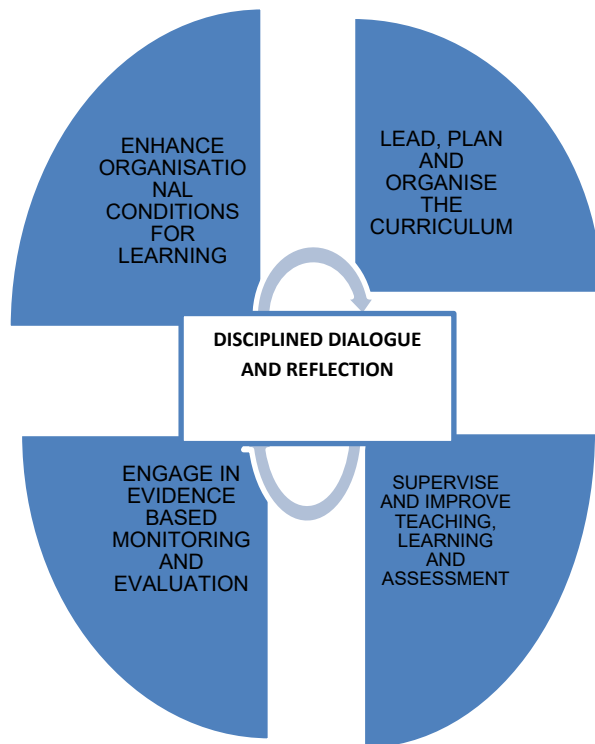 ENHANCE
ORGANISATIO
NAL
CONDITIONS
FOR
LEARNING
LEAD, PLAN
AND
ORGANISE
THE
CURRICULUM
DISCIPLINED DIALOGUE
AND REFLECTION
ENGAGE IN
EVIDENCE
BASED
MONITORING
AND
EVALUATION
SUPERVISE
AND IMPROVE
TEACHING,
LEARNING
AND
ASSESSMENT